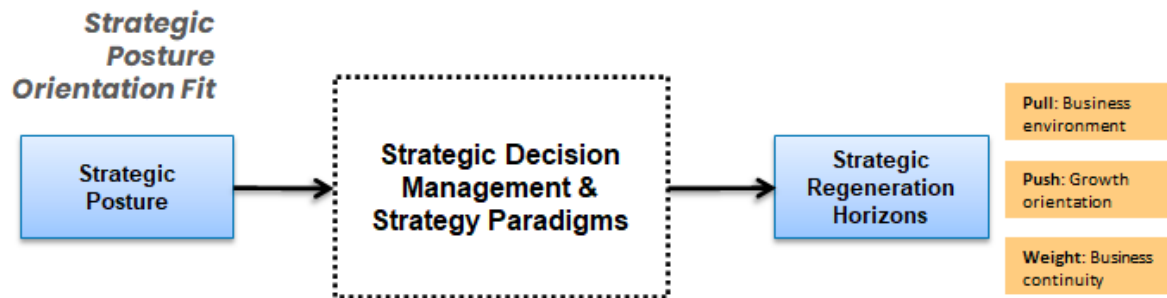 Strategic
Posture
Orientation Fit
Strategic
Posture
Strategic Decision
Management &
Strategy Paradigms
Strategic
Regeneration
Horizons
Pull: Business
environment
Push: Growth
orientation
Weight: Business
continuity